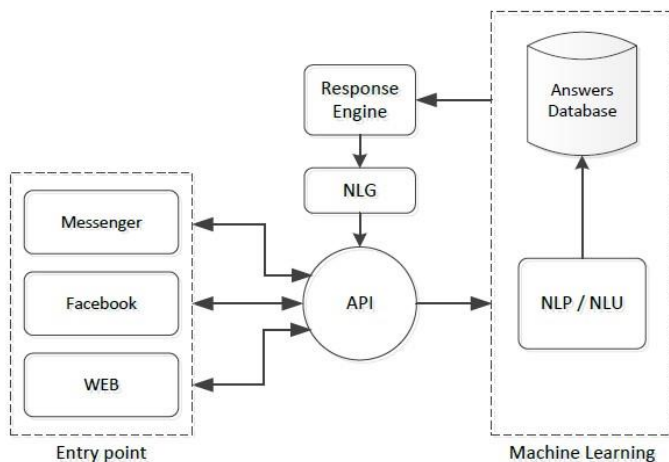 Answers
Database
Response
Engine
NLG
Messenger
Facebook
WEB
API
NLP / NLU
Entry point
Machine Learning